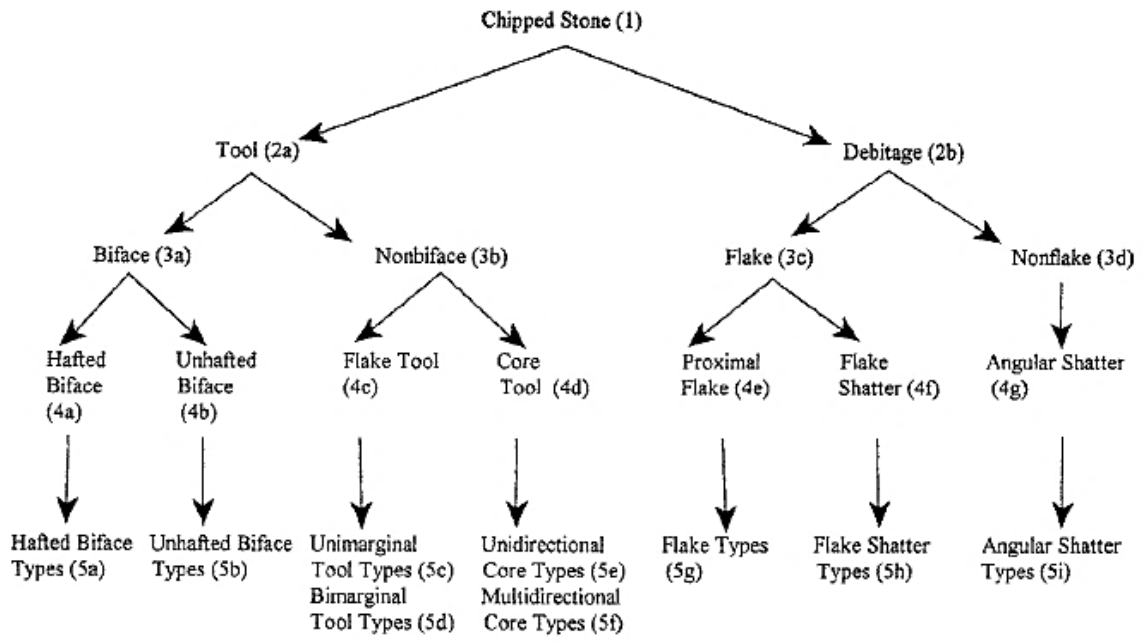 Chipped Stone (1)
Tool (2a)
Debitage (2b)
Biface (3a)
Nonbiface (3b)
Flake (3c)
Nonflake (3d)
Hafted
Biface
(4a)
Unhafted
Biface
(4b)
Flake Tool
(4c)
Core
Tool (4d)
Proximal
Flake (4e)
Flake
Shatter (4f)
Angular Shatter
(4g)
Hafted Biface
Types (5a)
Unhafted Biface
Types (5b)
Unimarginal
Tool Types (5c)
Bimarginal
Tool Types (5d)
Unidirectional
Core Types (5e)
Multidirectional
Core Types (5f)
Flake Types
(5g)
Flake Shatter
Types (5h)
Angular Shatter
Types (5i)